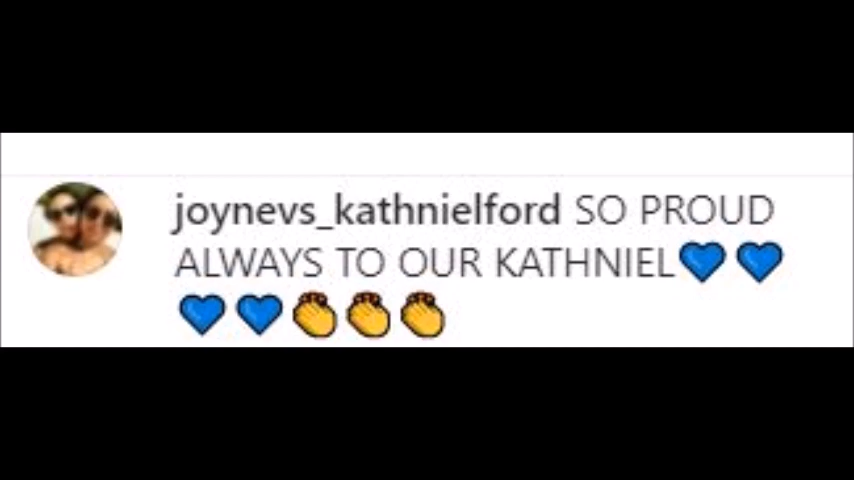 joynevs_kathnielford SO PROUD
ALWAYS TO OUR KATHNIEL💙💙
💙💙👏👏👏